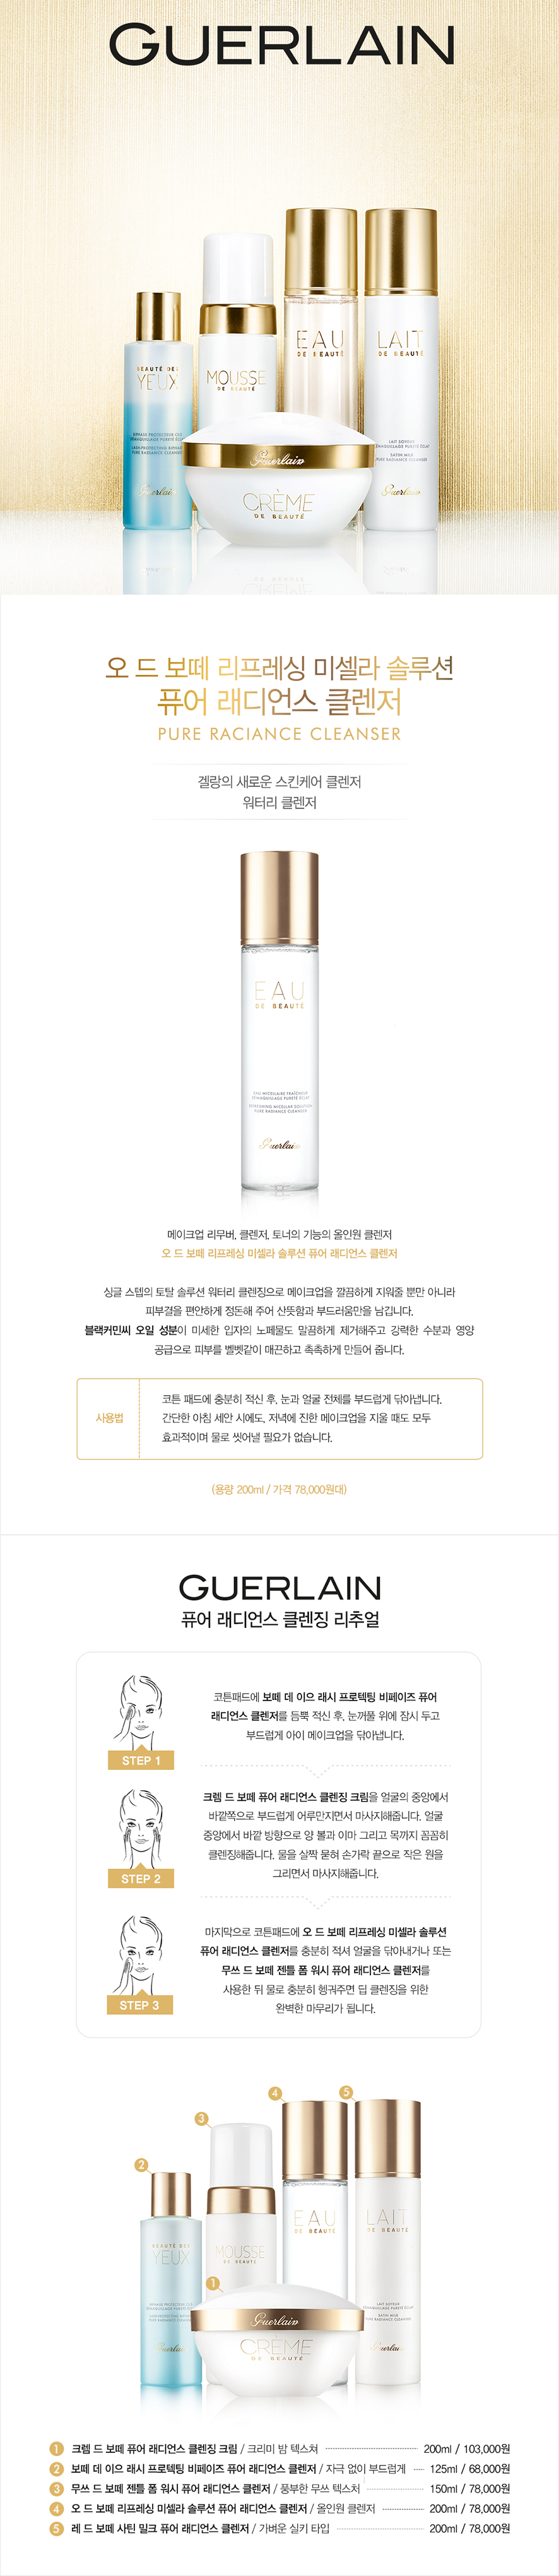 GUERLAIN
EAU
DE BEAUTÉ
LAIT
DE BEAUTÉ
BEAUTÉ DES
YEUX
MOUSSE
DE BEAUTÉ
Guerlain
CRÈME
DE BEAUTÉ
Guerlain
Guerlain
오 드 보떼 리프레싱 미셀라 솔루션
퓨어 래디언스 클렌저
PURE RACIANCE CLEANSER
겔랑의 새로운 스킨케어 클렌저
워터리 클렌저
EAU
DE BEAUTÉ
EAU MICELLAIRE FRAÎCHEUR
DÉMAQUILLAGE PURETÉ ÉCLAT
REFRESHING MICELLAR SOLUTION
PURE RADIANCE CLEANSER
Guerlain
메이크업 리무버, 클렌저, 토너의 기능의 올인원 클렌저
오 드 보떼 리프레싱 미셀라 솔루션 퓨어 래디언스 클렌저
싱글 스텝의 토탈 솔루션 워터리 클렌징으로 메이크업을 깔끔하게 지워줄 뿐만 아니라
피부결을 편안하게 정돈해 주어 산뜻함과 부드러움만을 남깁니다.
블랙커민씨 오일 성분이 미세한 입자의 노폐물도 말끔하게 제거해주고 강력한 수분과 영양
공급으로 피부를 벨벳같이 매끈하고 촉촉하게 만들어 줍니다.
사용법
코튼 패드에 충분히 적신 후, 눈과 얼굴 전체를 부드럽게 닦아냅니다.
간단한 아침 세안 시에도, 저녁에 진한 메이크업을 지울 때도 모두
효과적이며 물로 씻어낼 필요가 없습니다.
(용량 200ml / 가격 78,000원대)
GUERLAIN
퓨어 래디언스 클렌징 리추얼
코튼패드에 보떼 데 이으 래시 프로텍팅 비페이즈 퓨어
래디언스 클렌저를 듬뿍 적신 후, 눈꺼풀 위에 잠시 두고
부드럽게 아이 메이크업을 닦아냅니다.
STEP 1
크렘 드 보떼 퓨어 래디언스 클렌징 크림을 얼굴의 중앙에서
바깥쪽으로 부드럽게 어루만지면서 마사지해줍니다. 얼굴
중앙에서 바깥 방향으로 양 볼과 이마 그리고 목까지 꼼꼼히
클렌징해줍니다. 물을 살짝 묻혀 손가락 끝으로 작은 원을
그리면서 마사지해줍니다.
STEP 2
마지막으로 코튼패드에 오 드 보떼 리프레싱 미셀라 솔루션
퓨어 래디언스 클렌저를 충분히 적셔 얼굴을 닦아내거나 또는
무쓰 드 보떼 젠틀 폼 워시 퓨어 래디언스 클렌저를
사용한 뒤 물로 충분히 헹궈주면 딥 클렌징을 위한
완벽한 마무리가 됩니다.
STEP 3
4
5
3
2
EAU
DE BEAUTÉ
LAIT
DE BEAUTÉ
BEAUTÉ DES
YEUX
MOUSSE
DE BEAUTÉ
1
Guerlain
CRÈME
DE BEAUTÉ
1 크렘 드 보떼 퓨어 래디언스 클렌징 크림 / 크리미 밤 텍스쳐 200ml / 103,000원
2 보떼 데 이으 래시 프로텍팅 비페이즈 퓨어 래디언스 클렌저 / 자극 없이 부드럽게 125ml / 68,000원
3 무쓰 드 보떼 젠틀 폼 워시 퓨어 래디언스 클렌저 / 풍부한 무쓰 텍스처 150ml / 78,000원
4 오 드 보떼 리프레싱 미셀라 솔루션 퓨어 래디언스 클렌저 / 올인원 클렌저 200ml / 78,000원
5 레 드 보떼 사틴 밀크 퓨어 래디언스 클렌저 / 가벼운 실키 타입 200ml / 78,000원